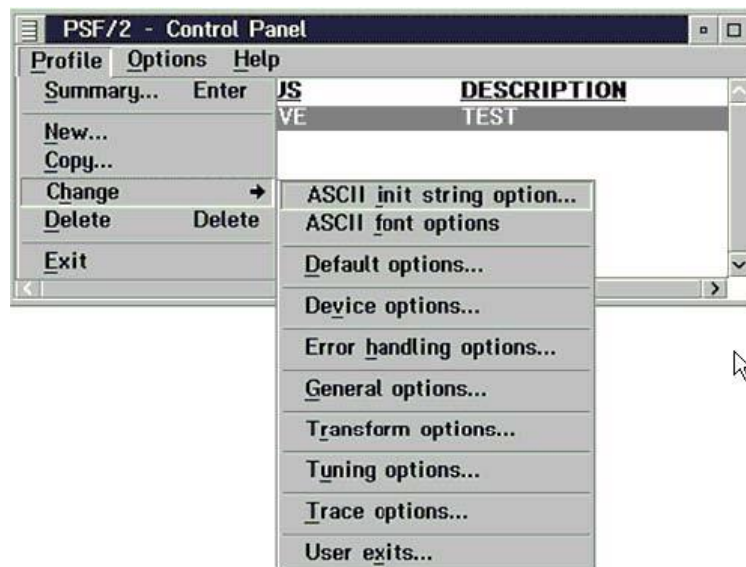 PSF/2 - Control Panel
Profile Options Help
Summary... Enter US DESCRIPTION
VE TEST
New...
Copy...
Change
Delete Delete
Exit
ASCII init string option...
ASCII font options
Default options...
Device options...
Error handling options...
General options...
Transform options...
Tuning options...
Trace options...
User exits...